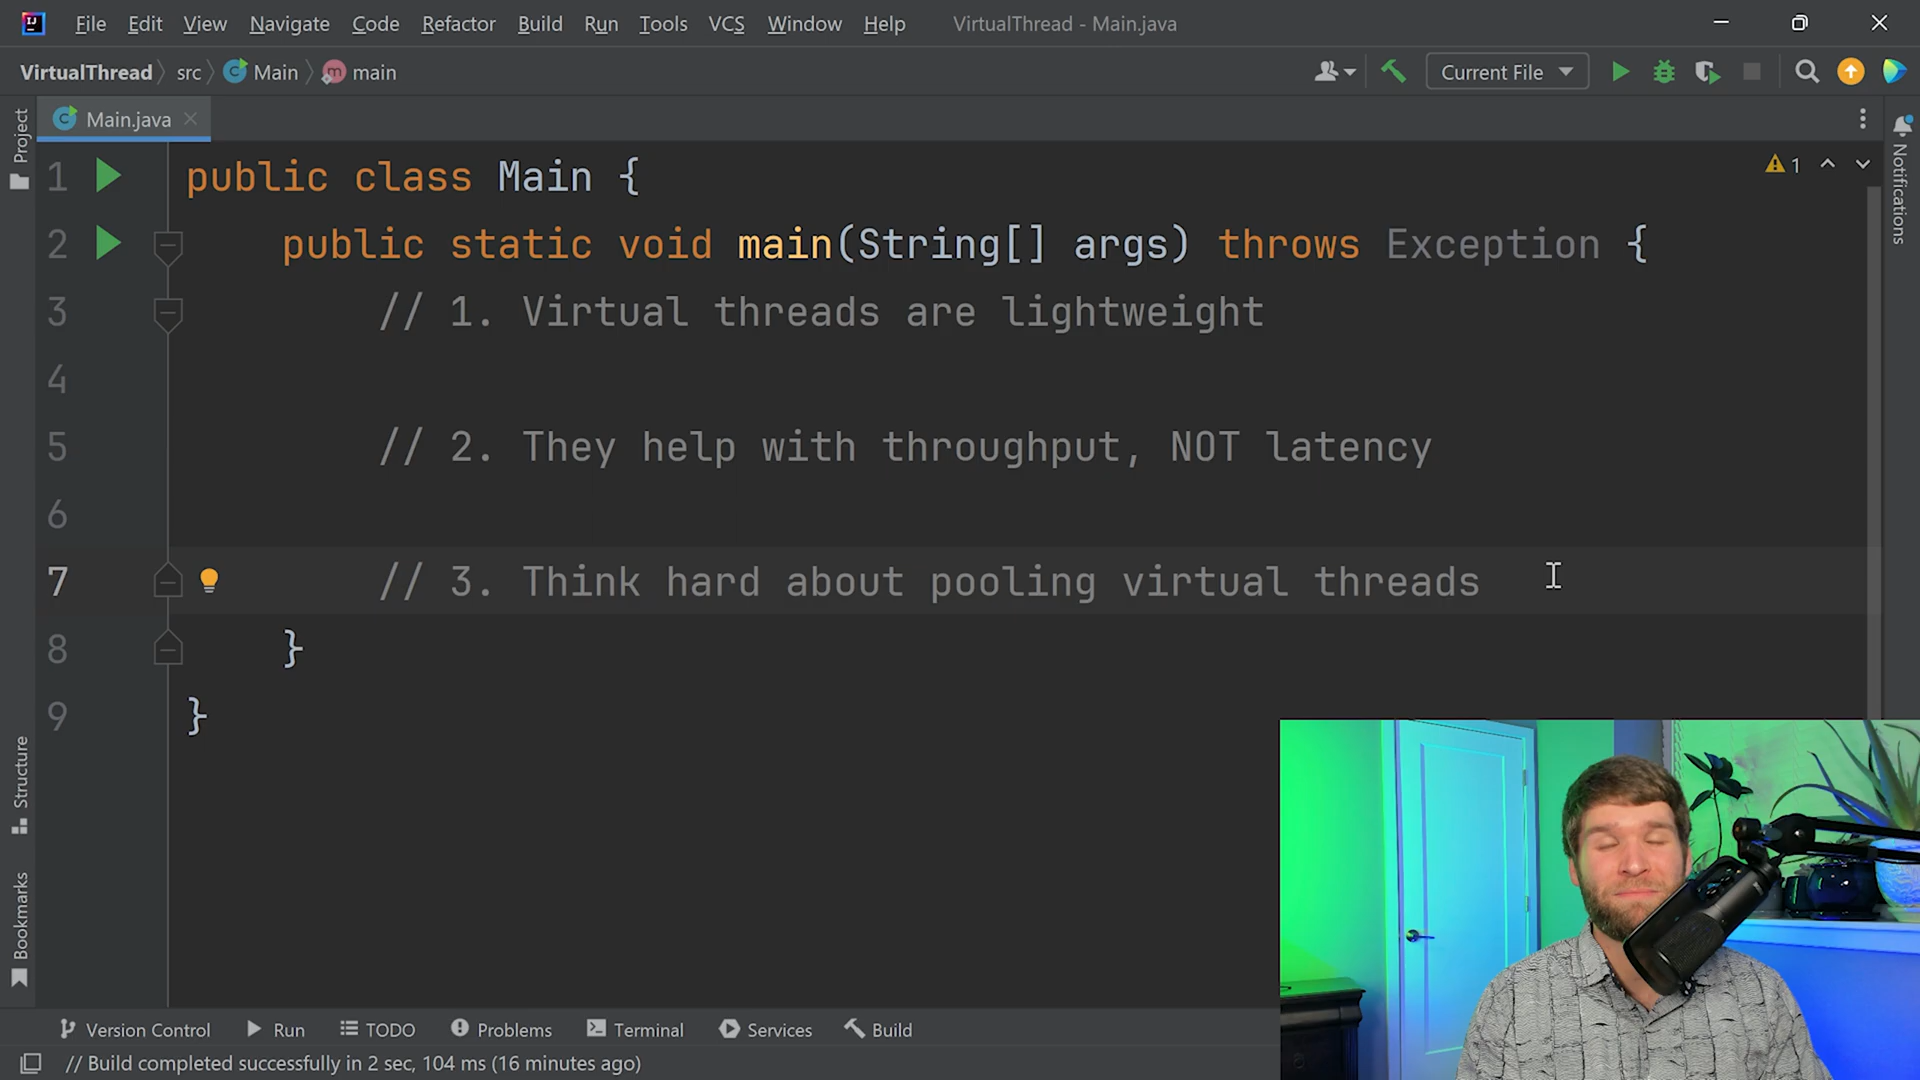 File Edit View Navigate Code Refactor Build Run Tools VCS Window Help VirtualThread - Main.java
VirtualThread src Main main Current File
Project
Main.java
Notifications
1 public class Main { 1
2 public static void main(String[] args) throws Exception {
3 // 1. Virtual threads are lightweight
4
5 // 2. They help with throughput, NOT latency
6
7 // 3. Think hard about pooling virtual threads
8 }
9 }
Structure
Bookmarks
Version Control Run TODO Problems Terminal Services Build
// Build completed successfully in 2 sec, 104 ms (16 minutes ago)